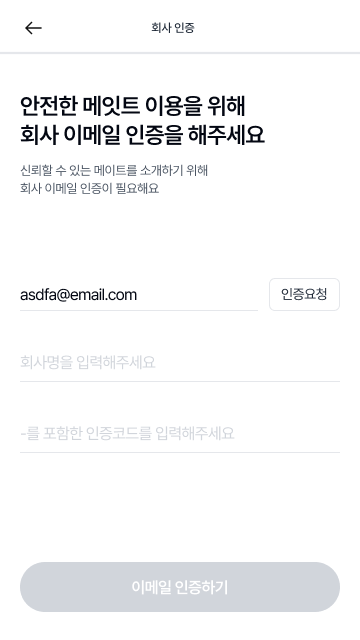 회사 인증
안전한 메잇트 이용을 위해
회사 이메일 인증을 해주세요
신뢰할 수 있는 메이트를 소개하기 위해
회사 이메일 인증이 필요해요
asdfa@email.com
인증요청
회사명을 입력해주세요
-를 포함한 인증코드를 입력해주세요
이메일 인증하기